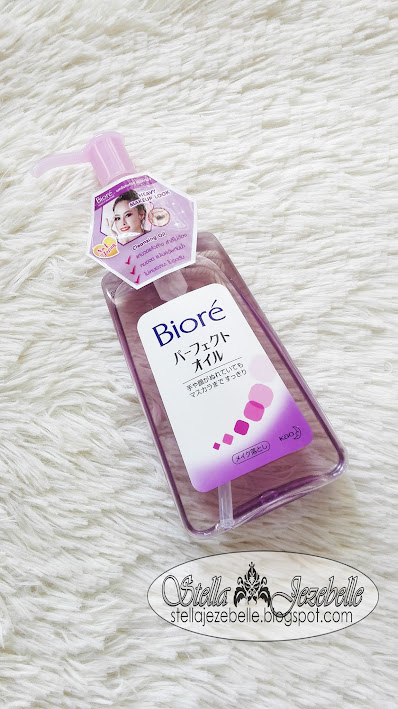 Bioré
HEAVY
MAKEUP LOOK
Cleansing Oil
Bioré
パーフェクト
オイル
手や顔がぬれていても
マスカラまで すっきり
メイク落とし
Kao
Stella Jezebelle
stellajezebelle.blogspot.com